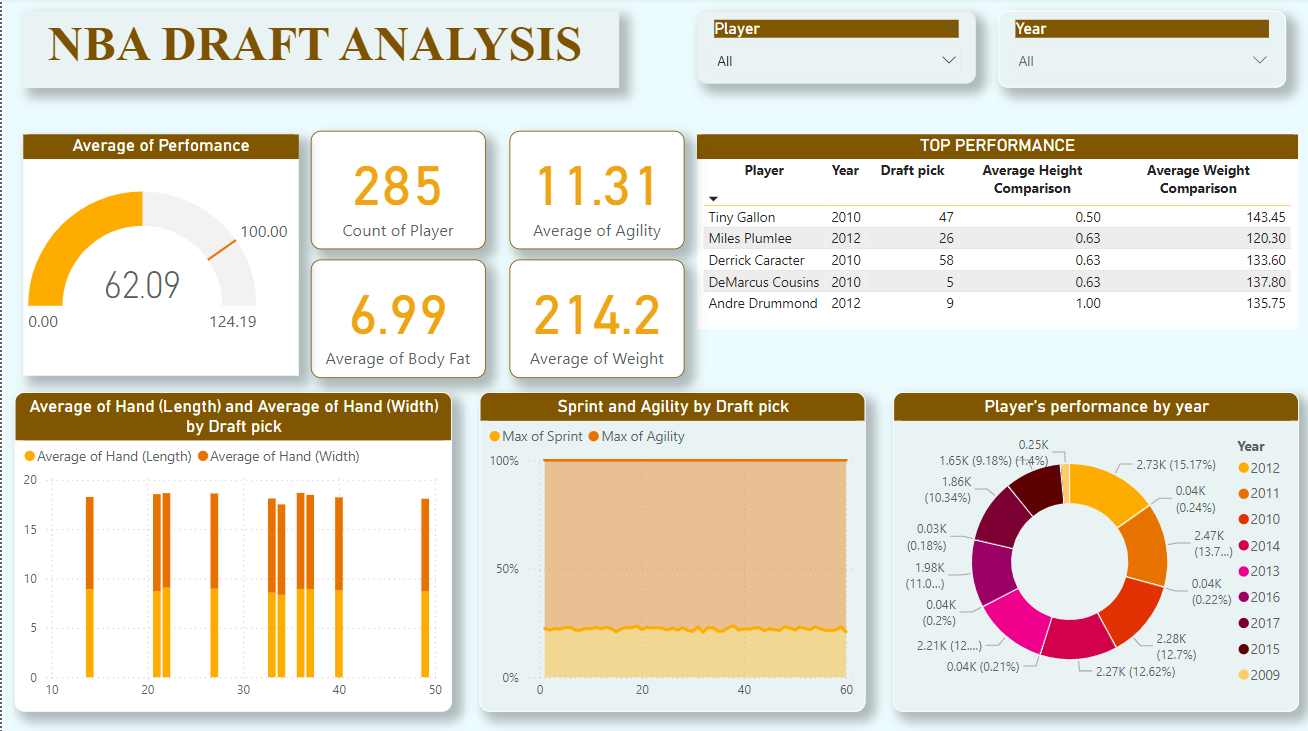 NBA DRAFT ANALYSIS
Player
All
Year
All
Average of Perfomance
100.00
62.09
0.00
124.19
285
Count of Player
11.31
Average of Agility
6.99
Average of Body Fat
214.2
Average of Weight
TOP PERFORMANCE
Player Year Draft pick Average Height Comparison Average Weight Comparison
Tiny Gallon 2010 47 0.50 143.45
Miles Plumlee 2012 26 0.63 120.30
Derrick Caracter 2010 58 0.63 133.60
DeMarcus Cousins 2010 5 0.63 137.80
Andre Drummond 2012 9 1.00 135.75
Average of Hand (Length) and Average of Hand (Width)
by Draft pick
Average of Hand (Length) Average of Hand (Width)
20
15
10
5
0
10 20 30 40 50
Sprint and Agility by Draft pick
Max of Sprint Max of Agility
100%
50%
0%
0 20 40 60
Player's performance by year
0.25K
(1.4%)
1.65K (9.18%)
1.86K
(10.34%)
0.03K
(0.18%)
1.98K
(11.0...)
0.04K
(0.2%)
2.21K (12....)
0.04K (0.21%)
2.27K (12.62%)
2.28K
(12.7%)
0.04K
(0.22%)
2.47K
(13.7...)
0.04K
(0.24%)
2.73K (15.17%)
Year
2012
2011
2010
2014
2013
2016
2017
2015
2009